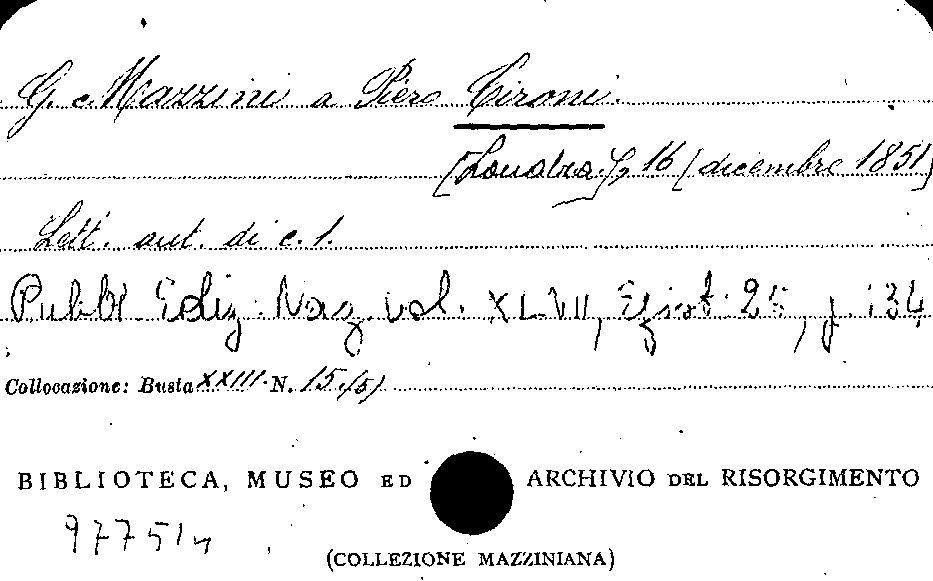 G. Mazzini a Piero Cironi.
[Londra], 16 [dicembre 1851]
Lett. aut. di c. 1.
Pubbl. Ediz. Naz. vol. XLVII, Epist. 25, p. 134
Collocazione: Busta XXIII N. 15 (5)
BIBLIOTECA, MUSEO ED ARCHIVIO DEL RISORGIMENTO
(COLLEZIONE MAZZINIANA)